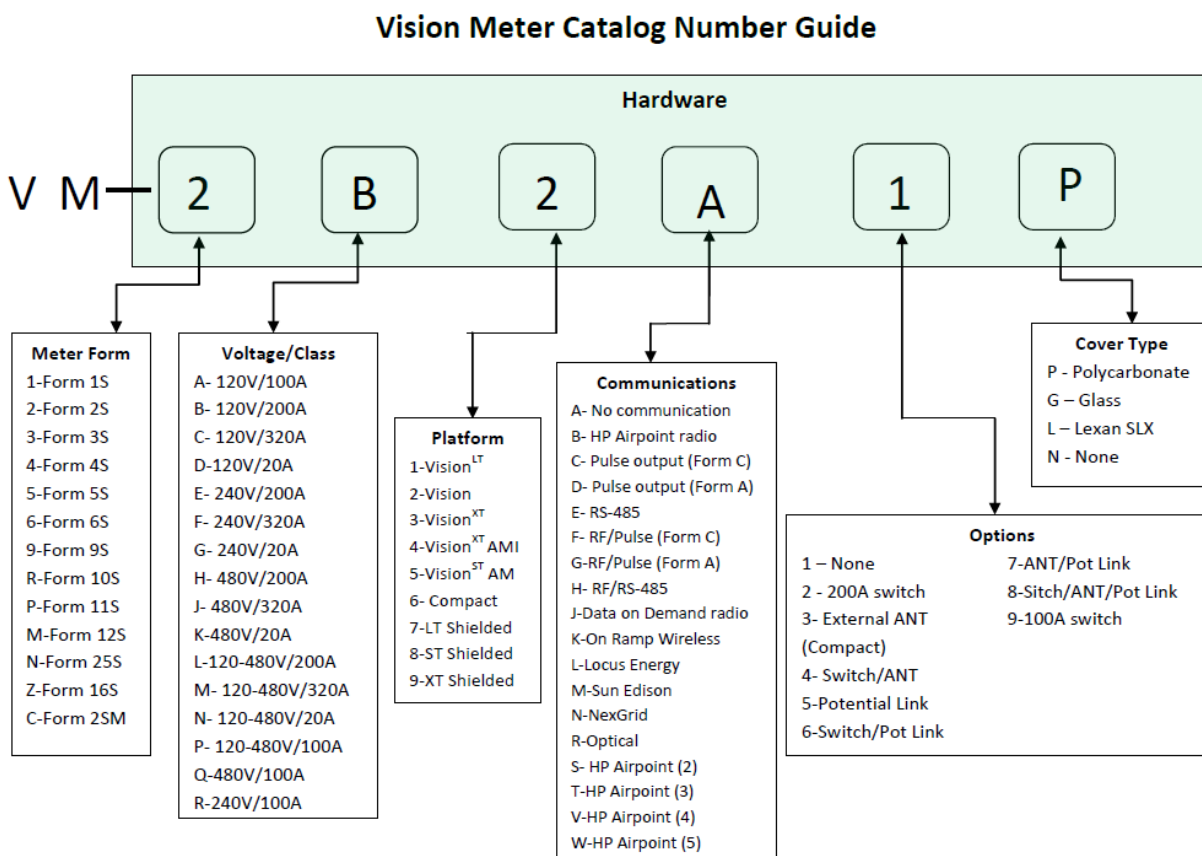 Vision Meter Catalog Number Guide
Hardware
V M 2 B 2 A 1 P
Meter Form
1-Form 1S
2-Form 2S
3-Form 3S
4-Form 4S
5-Form 5S
6-Form 6S
9-Form 9S
R-Form 10S
P-Form 11S
M-Form 12S
N-Form 25S
Z-Form 16S
C-Form 2SM
Voltage/Class
A- 120V/100A
B- 120V/200A
C- 120V/320A
D-120V/20A
E- 240V/200A
F- 240V/320A
G- 240V/20A
H- 480V/200A
J- 480V/320A
K-480V/20A
L-120-480V/200A
M- 120-480V/320A
N- 120-480V/20A
P- 120-480V/100A
Q-480V/100A
R-240V/100A
Platform
1-Vision LT
2-Vision
3-Vision XT
4-Vision XT AMI
5-Vision ST AM
6- Compact
7-LT Shielded
8-ST Shielded
9-XT Shielded
Communications
A- No communication
B- HP Airpoint radio
C- Pulse output (Form C)
D- Pulse output (Form A)
E- RS-485
F- RF/Pulse (Form C)
G-RF/Pulse (Form A)
H- RF/RS-485
J-Data on Demand radio
K-On Ramp Wireless
L-Locus Energy
M-Sun Edison
N-NexGrid
R-Optical
S- HP Airpoint (2)
T-HP Airpoint (3)
V-HP Airpoint (4)
W-HP Airpoint (5)
Options
1 – None
2 - 200A switch
3- External ANT
(Compact)
4- Switch/ANT
5-Potential Link
6-Switch/Pot Link
7-ANT/Pot Link
8-Sitch/ANT/Pot Link
9-100A switch
Cover Type
P - Polycarbonate
G – Glass
L – Lexan SLX
N - None